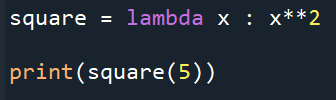 square = lambda x : x**2
print(square(5))